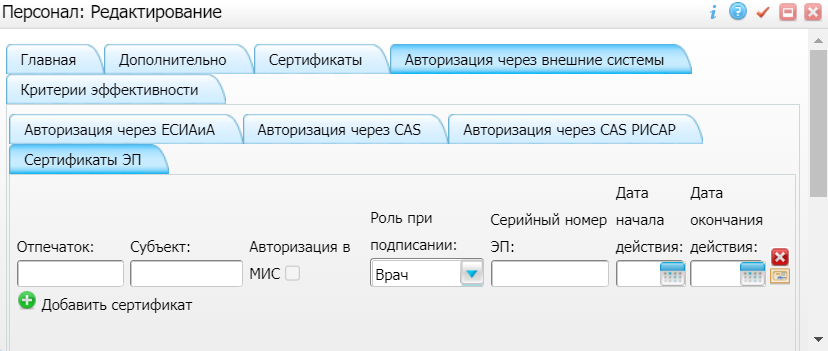 Персонал: Редактирование
Главная Дополнительно Сертификаты Авторизация через внешние системы
Критерии эффективности
Авторизация через ЕСИАиА Авторизация через CAS Авторизация через CAS РИСАР
Сертификаты ЭП
Отпечаток:
Субъект:
Авторизация в
МИС
Роль при
подписании:
Врач
Серийный номер
ЭП:
Дата
начала
действия:
Дата
окончания
действия:
Добавить сертификат